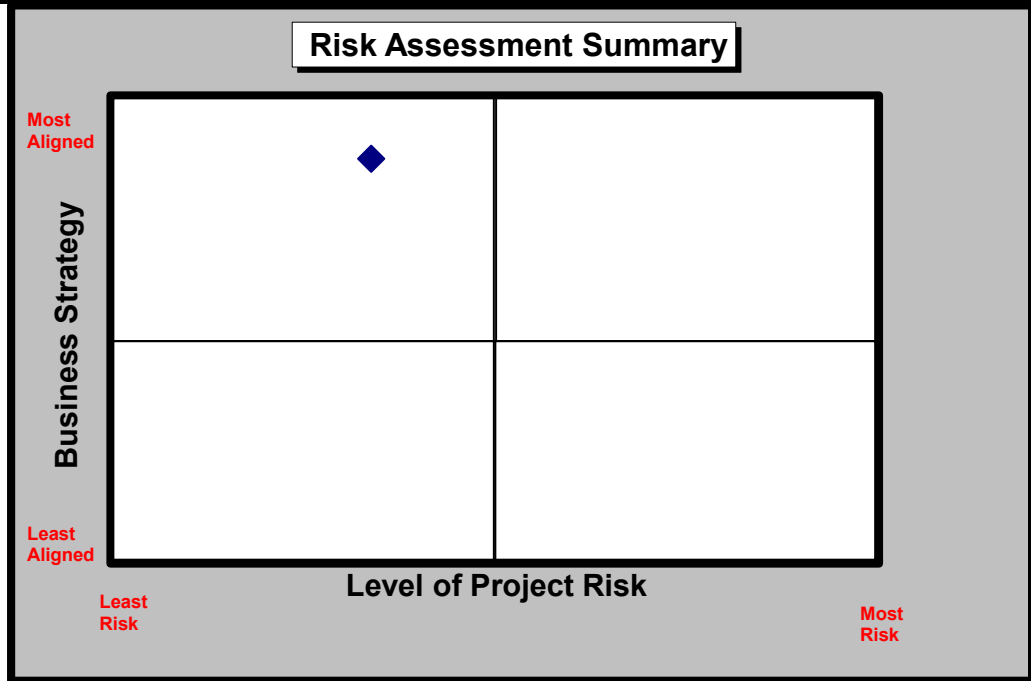 Risk Assessment Summary
Most
Aligned
Business Strategy
Least
Aligned
Level of Project Risk
Least
Risk
Most
Risk